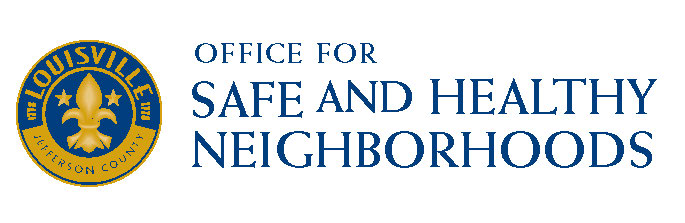 LOUISVILLE
1778 1778
JEFFERSON COUNTY
OFFICE FOR
SAFE AND HEALTHY
NEIGHBORHOODS